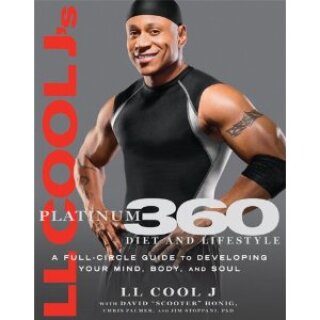 LL COOL J's
PLATINUM 360
DIET AND LIFESTYLE
A FULL-CIRCLE GUIDE TO DEVELOPING
YOUR MIND, BODY, AND SOUL
LL COOL J
WITH DAVID "SCOOTER" HONIG,
CHRIS PALMER, AND JIM STOPPANI, PHD